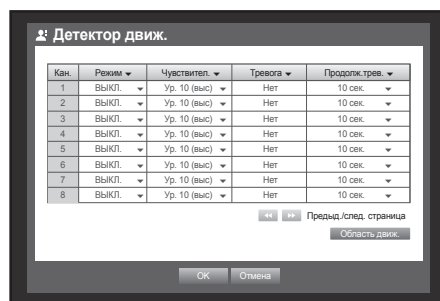 Детектор движ.
Кан. Режим Чувствител. Тревога Продолж.трев.
1 ВЫКЛ. Ур. 10 (выс) Нет 10 сек.
2 ВЫКЛ. Ур. 10 (выс) Нет 10 сек.
3 ВЫКЛ. Ур. 10 (выс) Нет 10 сек.
4 ВЫКЛ. Ур. 10 (выс) Нет 10 сек.
5 ВЫКЛ. Ур. 10 (выс) Нет 10 сек.
6 ВЫКЛ. Ур. 10 (выс) Нет 10 сек.
7 ВЫКЛ. Ур. 10 (выс) Нет 10 сек.
8 ВЫКЛ. Ур. 10 (выс) Нет 10 сек.
Предыд./след. страница
Область движ.
OK Отмена